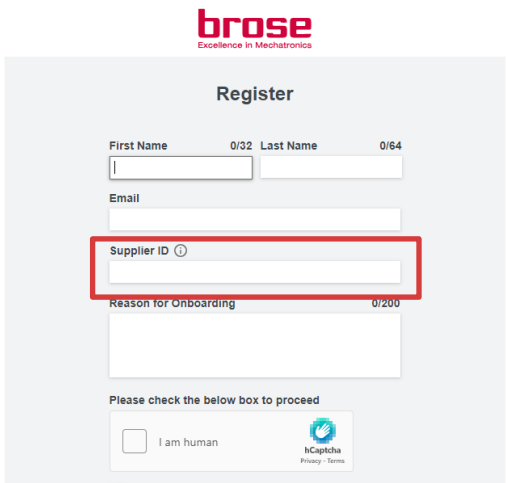 brose
Excellence in Mechatronics
Register
First Name 0/32 Last Name 0/64
Email
Supplier ID
Reason for Onboarding 0/200
Please check the below box to proceed
I am human
hCaptcha
Privacy - Terms